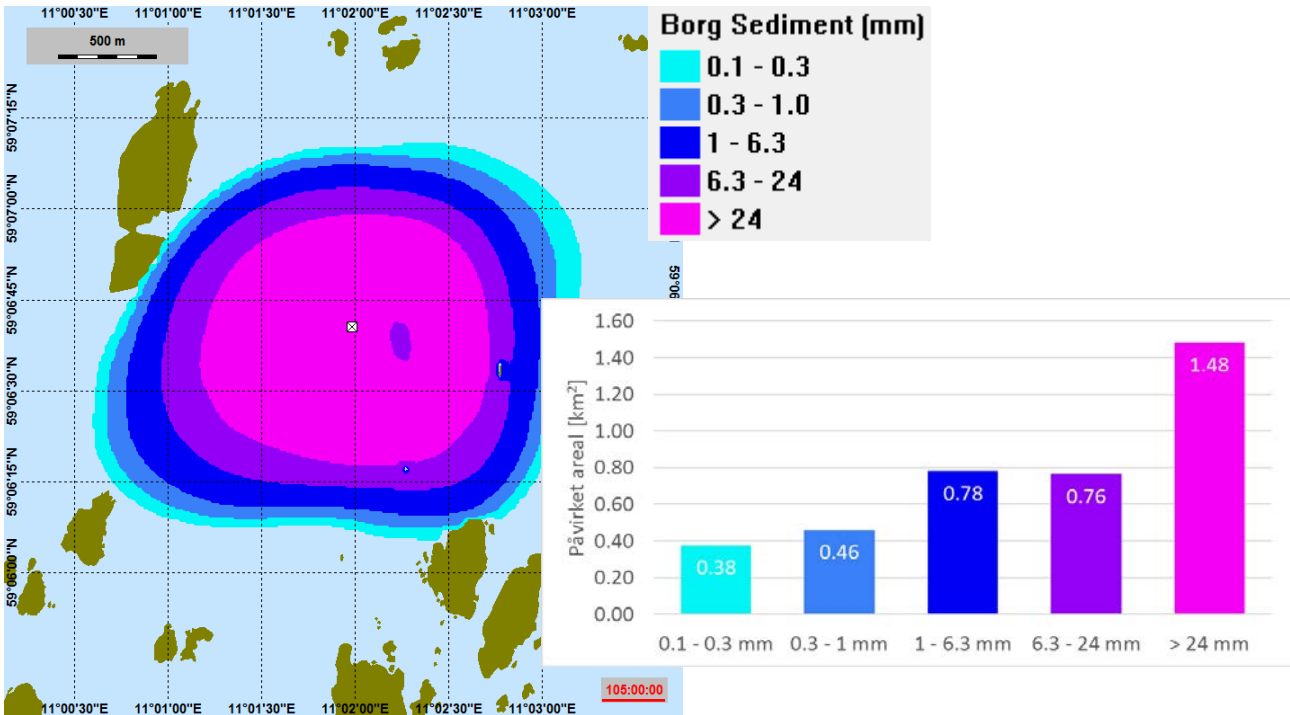 11°00'30"E 11°01'00"E 11°01'30"E 11°02'00"E 11°02'30"E 11°03'00"E
500 m
59°07'15"N
59°07'00"N
59°06'45"N
59°06'30"N
59°06'15"N
59°06'00"N
59°06
105:00:00
11°00'30"E 11°01'00"E 11°01'30"E 11°02'00"E 11°02'30"E 11°03'00"E
Borg Sediment (mm)
0.1 - 0.3
0.3 - 1.0
1 - 6.3
6.3 - 24
> 24
Påvirket areal [km²]
1.60
1.40
1.20
1.00
0.80
0.60
0.40
0.20
0.00
0.38
0.46
0.78
0.76
1.48
0.1 - 0.3 mm 0.3 - 1 mm 1 - 6.3 mm 6.3 - 24 mm > 24 mm